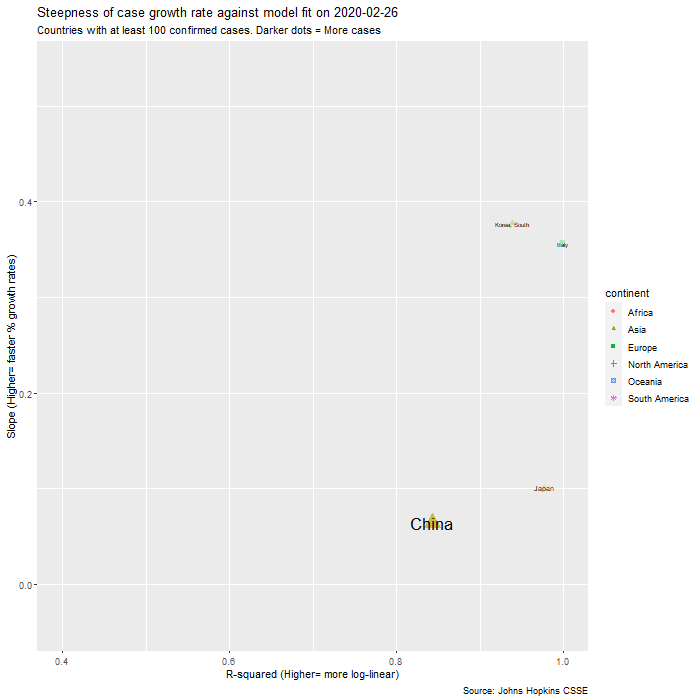 Steepness of case growth rate against model fit on 2020-02-26
Countries with at least 100 confirmed cases. Darker dots = More cases
Slope (Higher= faster % growth rates)
0.4
0.2
0.0
Korea, South
Italy
Japan
China
0.4 0.6 0.8 1.0
R-squared (Higher= more log-linear)
continent
Africa
Asia
Europe
North America
Oceania
South America
Source: Johns Hopkins CSSE